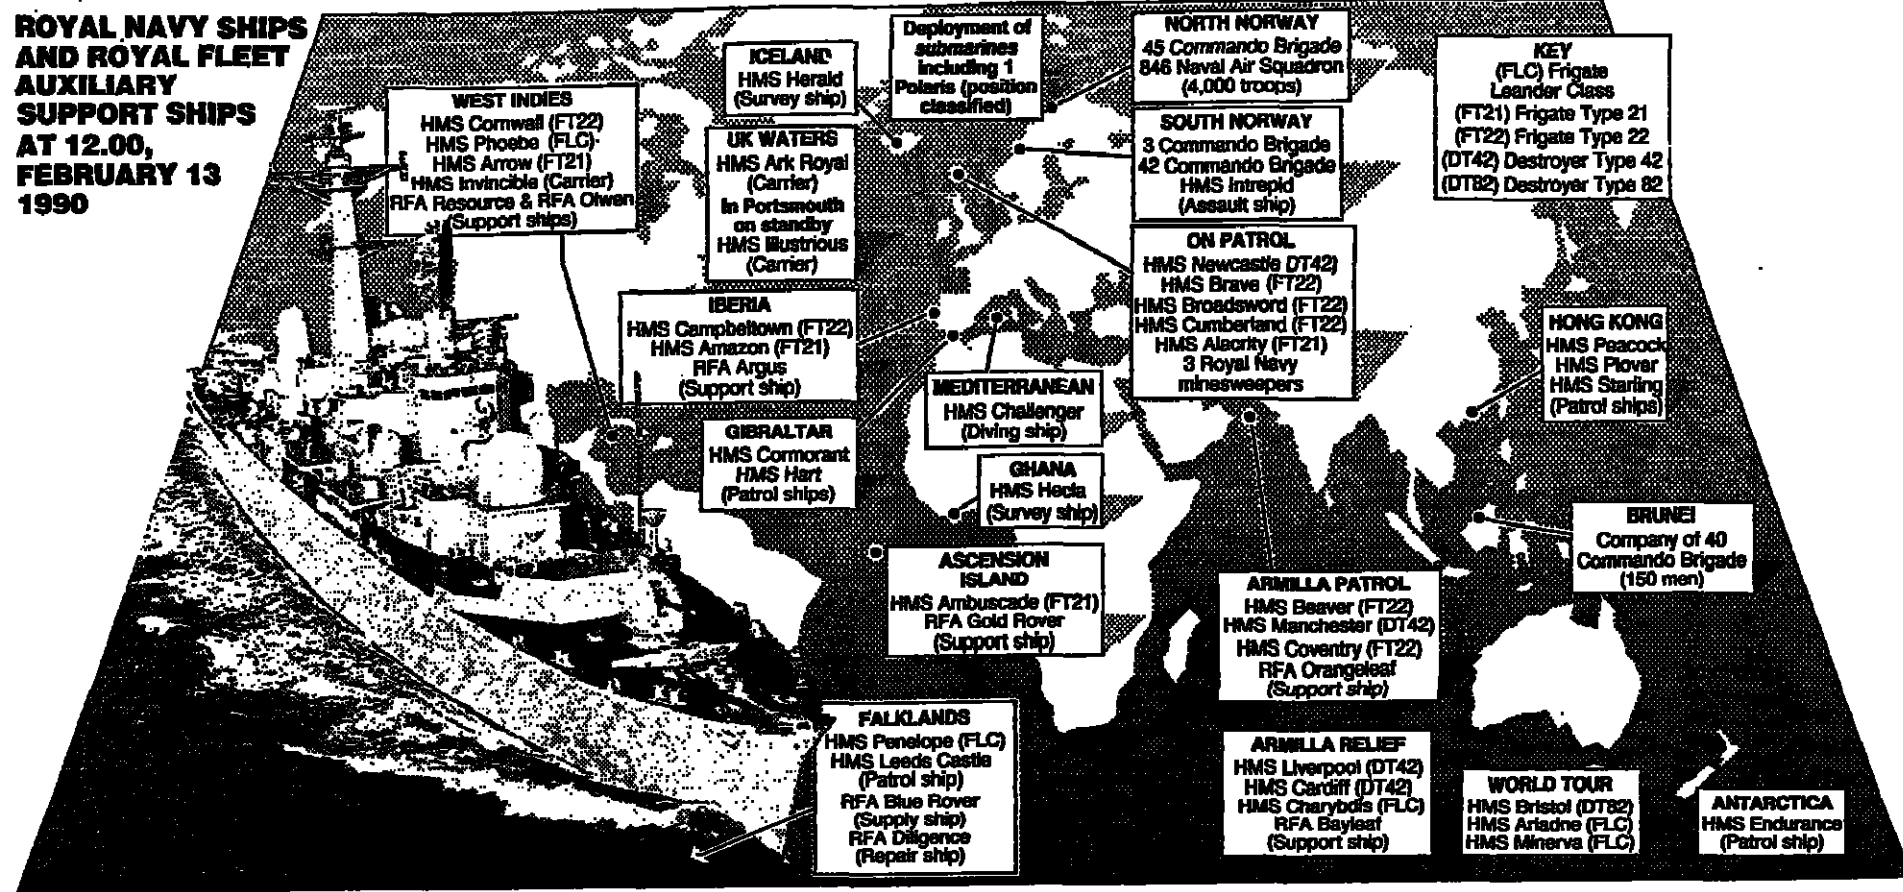 ROYAL NAVY SHIPS
AND ROYAL FLEET
AUXILIARY
SUPPORT SHIPS
AT 12.00,
FEBRUARY 13
1990
WEST INDIES
HMS Cornwall (FT22)
HMS Phoebe (FLC)
HMS Arrow (FT21)
HMS Invincible (Carrier)
RFA Resource & RFA Olwen
(Support ships)
ICELAND
HMS Herald
(Survey ship)
Deployment of
submarines
including 1
Polaris (position
classified)
NORTH NORWAY
45 Commando Brigade
846 Naval Air Squadron
(4,000 troops)
KEY
(FLC) Frigate
Leander Class
(FT21) Frigate Type 21
(FT22) Frigate Type 22
(DT42) Destroyer Type 42
(DT82) Destroyer Type 82
UK WATERS
HMS Ark Royal
(Carrier)
In Portsmouth
on standby
HMS Illustrious
(Carrier)
SOUTH NORWAY
3 Commando Brigade
42 Commando Brigade
HMS Intrepid
(Assault ship)
ON PATROL
HMS Newcastle DT42)
HMS Brave (FT22)
HMS Broadsword (FT22)
HMS Cumberland (FT22)
HMS Alacrity (FT21)
3 Royal Navy
minesweepers
IBERIA
HMS Campbeltown (FT22)
HMS Amazon (FT21)
RFA Argus
(Support ship)
HONG KONG
HMS Peacock
HMS Plover
HMS Starling
(Patrol ships)
MEDITERRANEAN
HMS Challenger
(Diving ship)
GIBRALTAR
HMS Cormorant
HMS Hart
(Patrol ships)
GHANA
HMS Hecla
(Survey ship)
BRUNEI
Company of 40
Commando Brigade
(150 men)
ASCENSION
ISLAND
HMS Ambuscade (FT21)
RFA Gold Rover
(Support ship)
ARMILLA PATROL
HMS Beaver (FT22)
HMS Manchester (DT42)
HMS Coventry (FT22)
RFA Orangeleaf
(Support ship)
FALKLANDS
HMS Penelope (FLC)
HMS Leeds Castle
(Patrol ship)
RFA Blue Rover
(Supply ship)
RFA Diligence
(Repair ship)
ARMILLA RELIEF
HMS Liverpool (DT42)
HMS Cardiff (DT42)
HMS Charybdis (FLC)
RFA Bayleaf
(Support ship)
WORLD TOUR
HMS Bristol (DT82)
HMS Ariadne (FLC)
HMS Minerva (FLC)
ANTARCTICA
HMS Endurance
(Patrol ship)